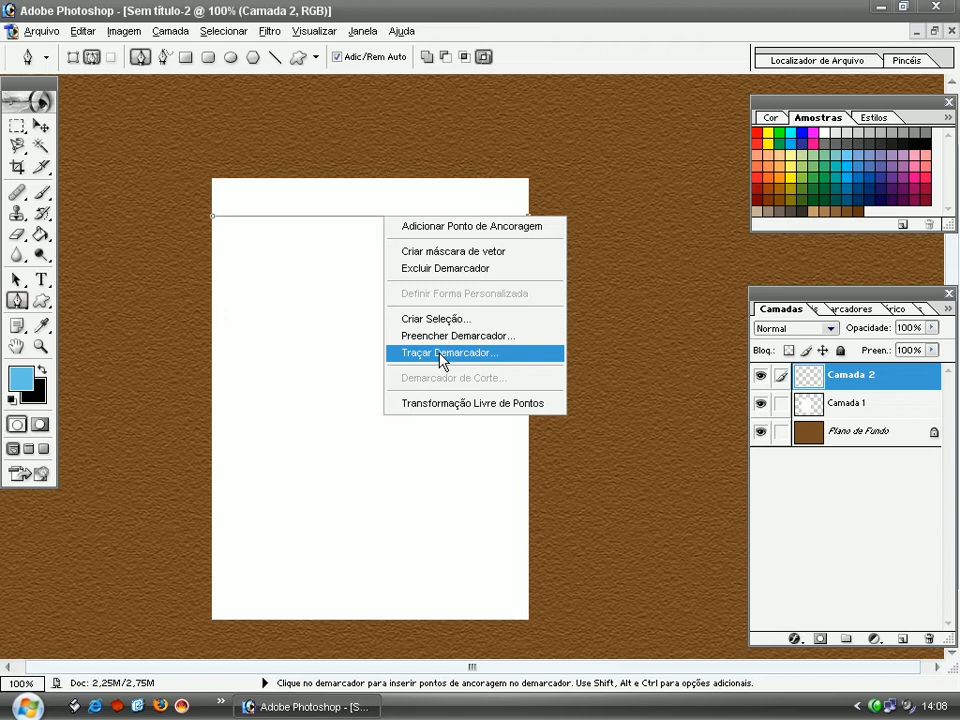 Adobe Photoshop - [Sem título-2 @ 100% (Camada 2, RGB)]
Arquivo Editar Imagem Camada Selecionar Filtro Visualizar Janela Ajuda
Adic/Rem Auto
Localizador de Arquivo Pincéis
Cor Amostras Estilos
Adicionar Ponto de Ancoragem
Criar máscara de vetor
Excluir Demarcador
Definir Forma Personalizada
Criar Seleção...
Preencher Demarcador...
Traçar Demarcador...
Demarcador de Corte...
Transformação Livre de Pontos
Camadas arcadores rico
Normal Opacidade: 100%
Bloq.: Preen.: 100%
Camada 2
Camada 1
Plano de Fundo
100% Doc: 2,25M/2,75M Clique no demarcador para inserir pontos de ancoragem no demarcador. Use Shift, Alt e Ctrl para opções adicionais.
Adobe Photoshop - [S... 14:08